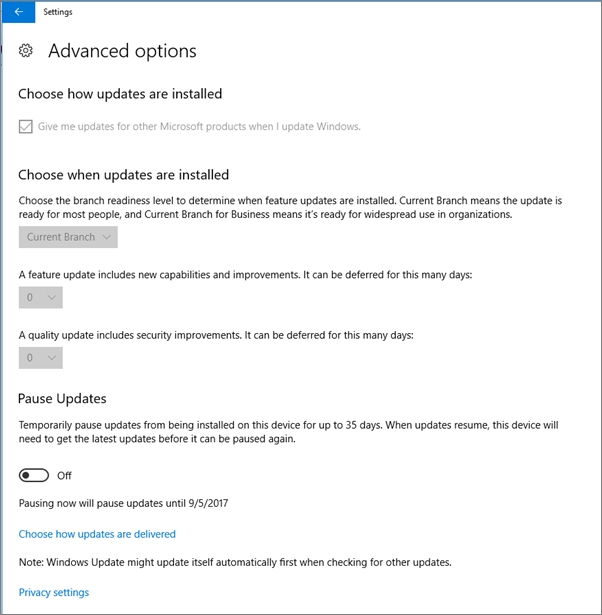 Settings
Advanced options
Choose how updates are installed
Give me updates for other Microsoft products when I update Windows.
Choose when updates are installed
Choose the branch readiness level to determine when feature updates are installed. Current Branch means the update is
ready for most people, and Current Branch for Business means it's ready for widespread use in organizations.
Current Branch
A feature update includes new capabilities and improvements. It can be deferred for this many days:
0
A quality update includes security improvements. It can be deferred for this many days:
0
Pause Updates
Temporarily pause updates from being installed on this device for up to 35 days. When updates resume, this device will
need to get the latest updates before it can be paused again.
Off
Pausing now will pause updates until 9/5/2017
Choose how updates are delivered
Note: Windows Update might update itself automatically first when checking for other updates.
Privacy settings